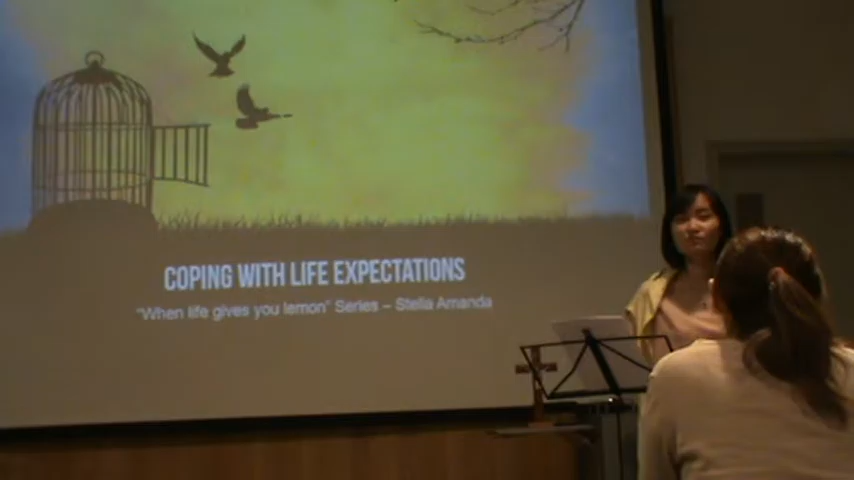 COPING WITH LIFE EXPECTATIONS
"When life gives you lemon" Series – Stella Amanda